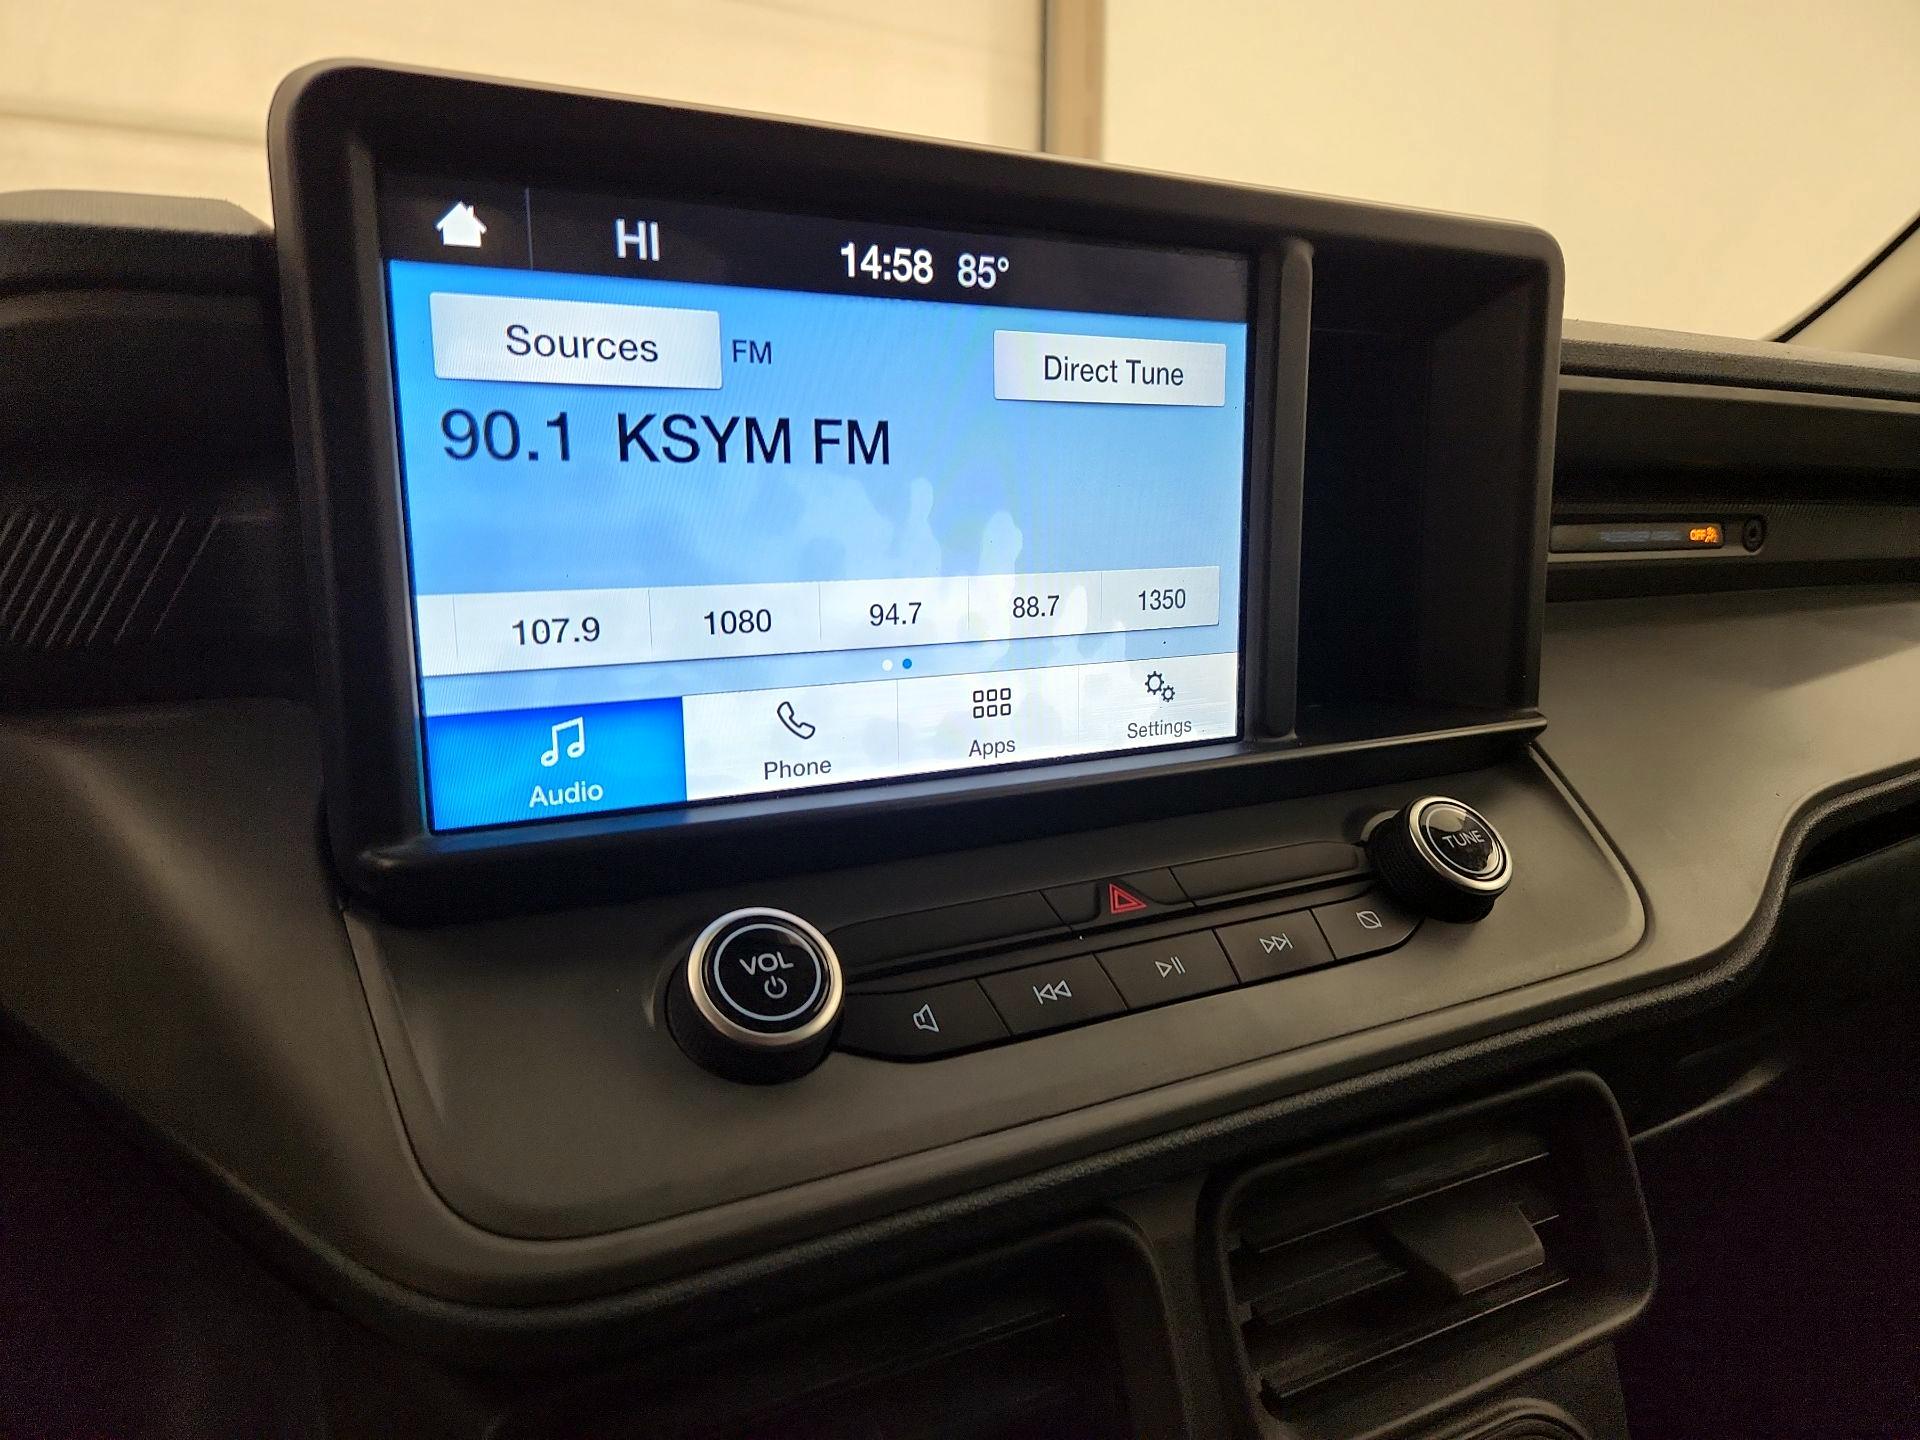 HI 14:58 85°
Sources FM Direct Tune
90.1 KSYM FM
107.9 1080 94.7 88.7 1350
Audio Phone Apps Settings
TUNE
VOL
OFF